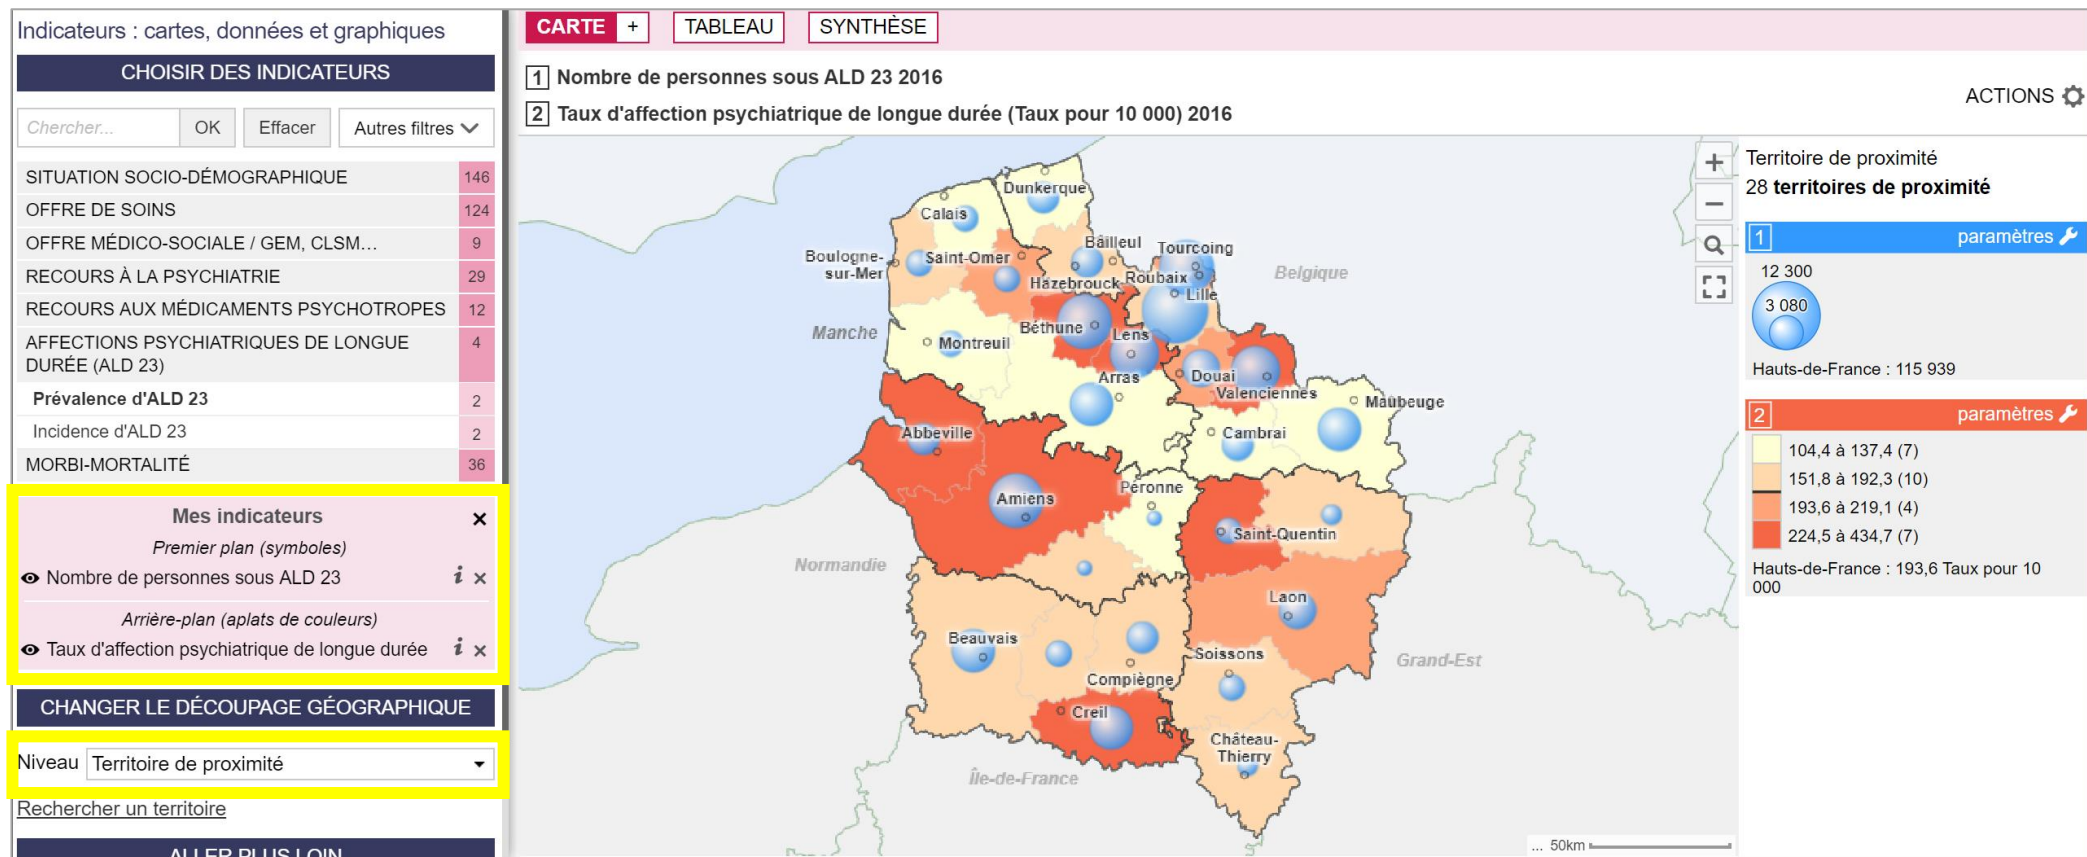 Indicateurs : cartes, données et graphiques
CHOISIR DES INDICATEURS
Chercher... OK Effacer Autres filtres
SITUATION SOCIO-DÉMOGRAPHIQUE 146
OFFRE DE SOINS 124
OFFRE MÉDICO-SOCIALE / GEM, CLSM... 9
RECOURS À LA PSYCHIATRIE 29
RECOURS AUX MÉDICAMENTS PSYCHOTROPES 12
AFFECTIONS PSYCHIATRIQUES DE LONGUE 4
DURÉE (ALD 23)
Prévalence d'ALD 23 2
Incidence d'ALD 23 2
MORBI-MORTALITÉ 36
Mes indicateurs
Premier plan (symboles)
Nombre de personnes sous ALD 23
Arrière-plan (aplats de couleurs)
Taux d'affection psychiatrique de longue durée
CHANGER LE DÉCOUPAGE GÉOGRAPHIQUE
Niveau Territoire de proximité
Rechercher un territoire
ALLER PLUS LOIN
CARTE + TABLEAU SYNTHÈSE
1 Nombre de personnes sous ALD 23 2016
2 Taux d'affection psychiatrique de longue durée (Taux pour 10 000) 2016
ACTIONS
Dunkerque
Calais
Bailleul
Tourcoing
Boulogne-
sur-Mer
Saint-Omer
Belgique
Hazebrouck
Roubaix
Lille
Manche
Béthune
Lens
Montreuil
Arras
Douai
Valenciennes
Maubeuge
Abbeville
Cambrai
Amiens
Péronne
Saint-Quentin
Normandie
Laon
Beauvais
Soissons
Grand-Est
Compiègne
Creil
Château-
Thierry
Île-de-France
... 50km
Territoire de proximité
28 territoires de proximité
1 paramètres
12 300
3 080
Hauts-de-France : 115 939
2 paramètres
104,4 à 137,4 (7)
151,8 à 192,3 (10)
193,6 à 219,1 (4)
224,5 à 434,7 (7)
Hauts-de-France : 193,6 Taux pour 10
000